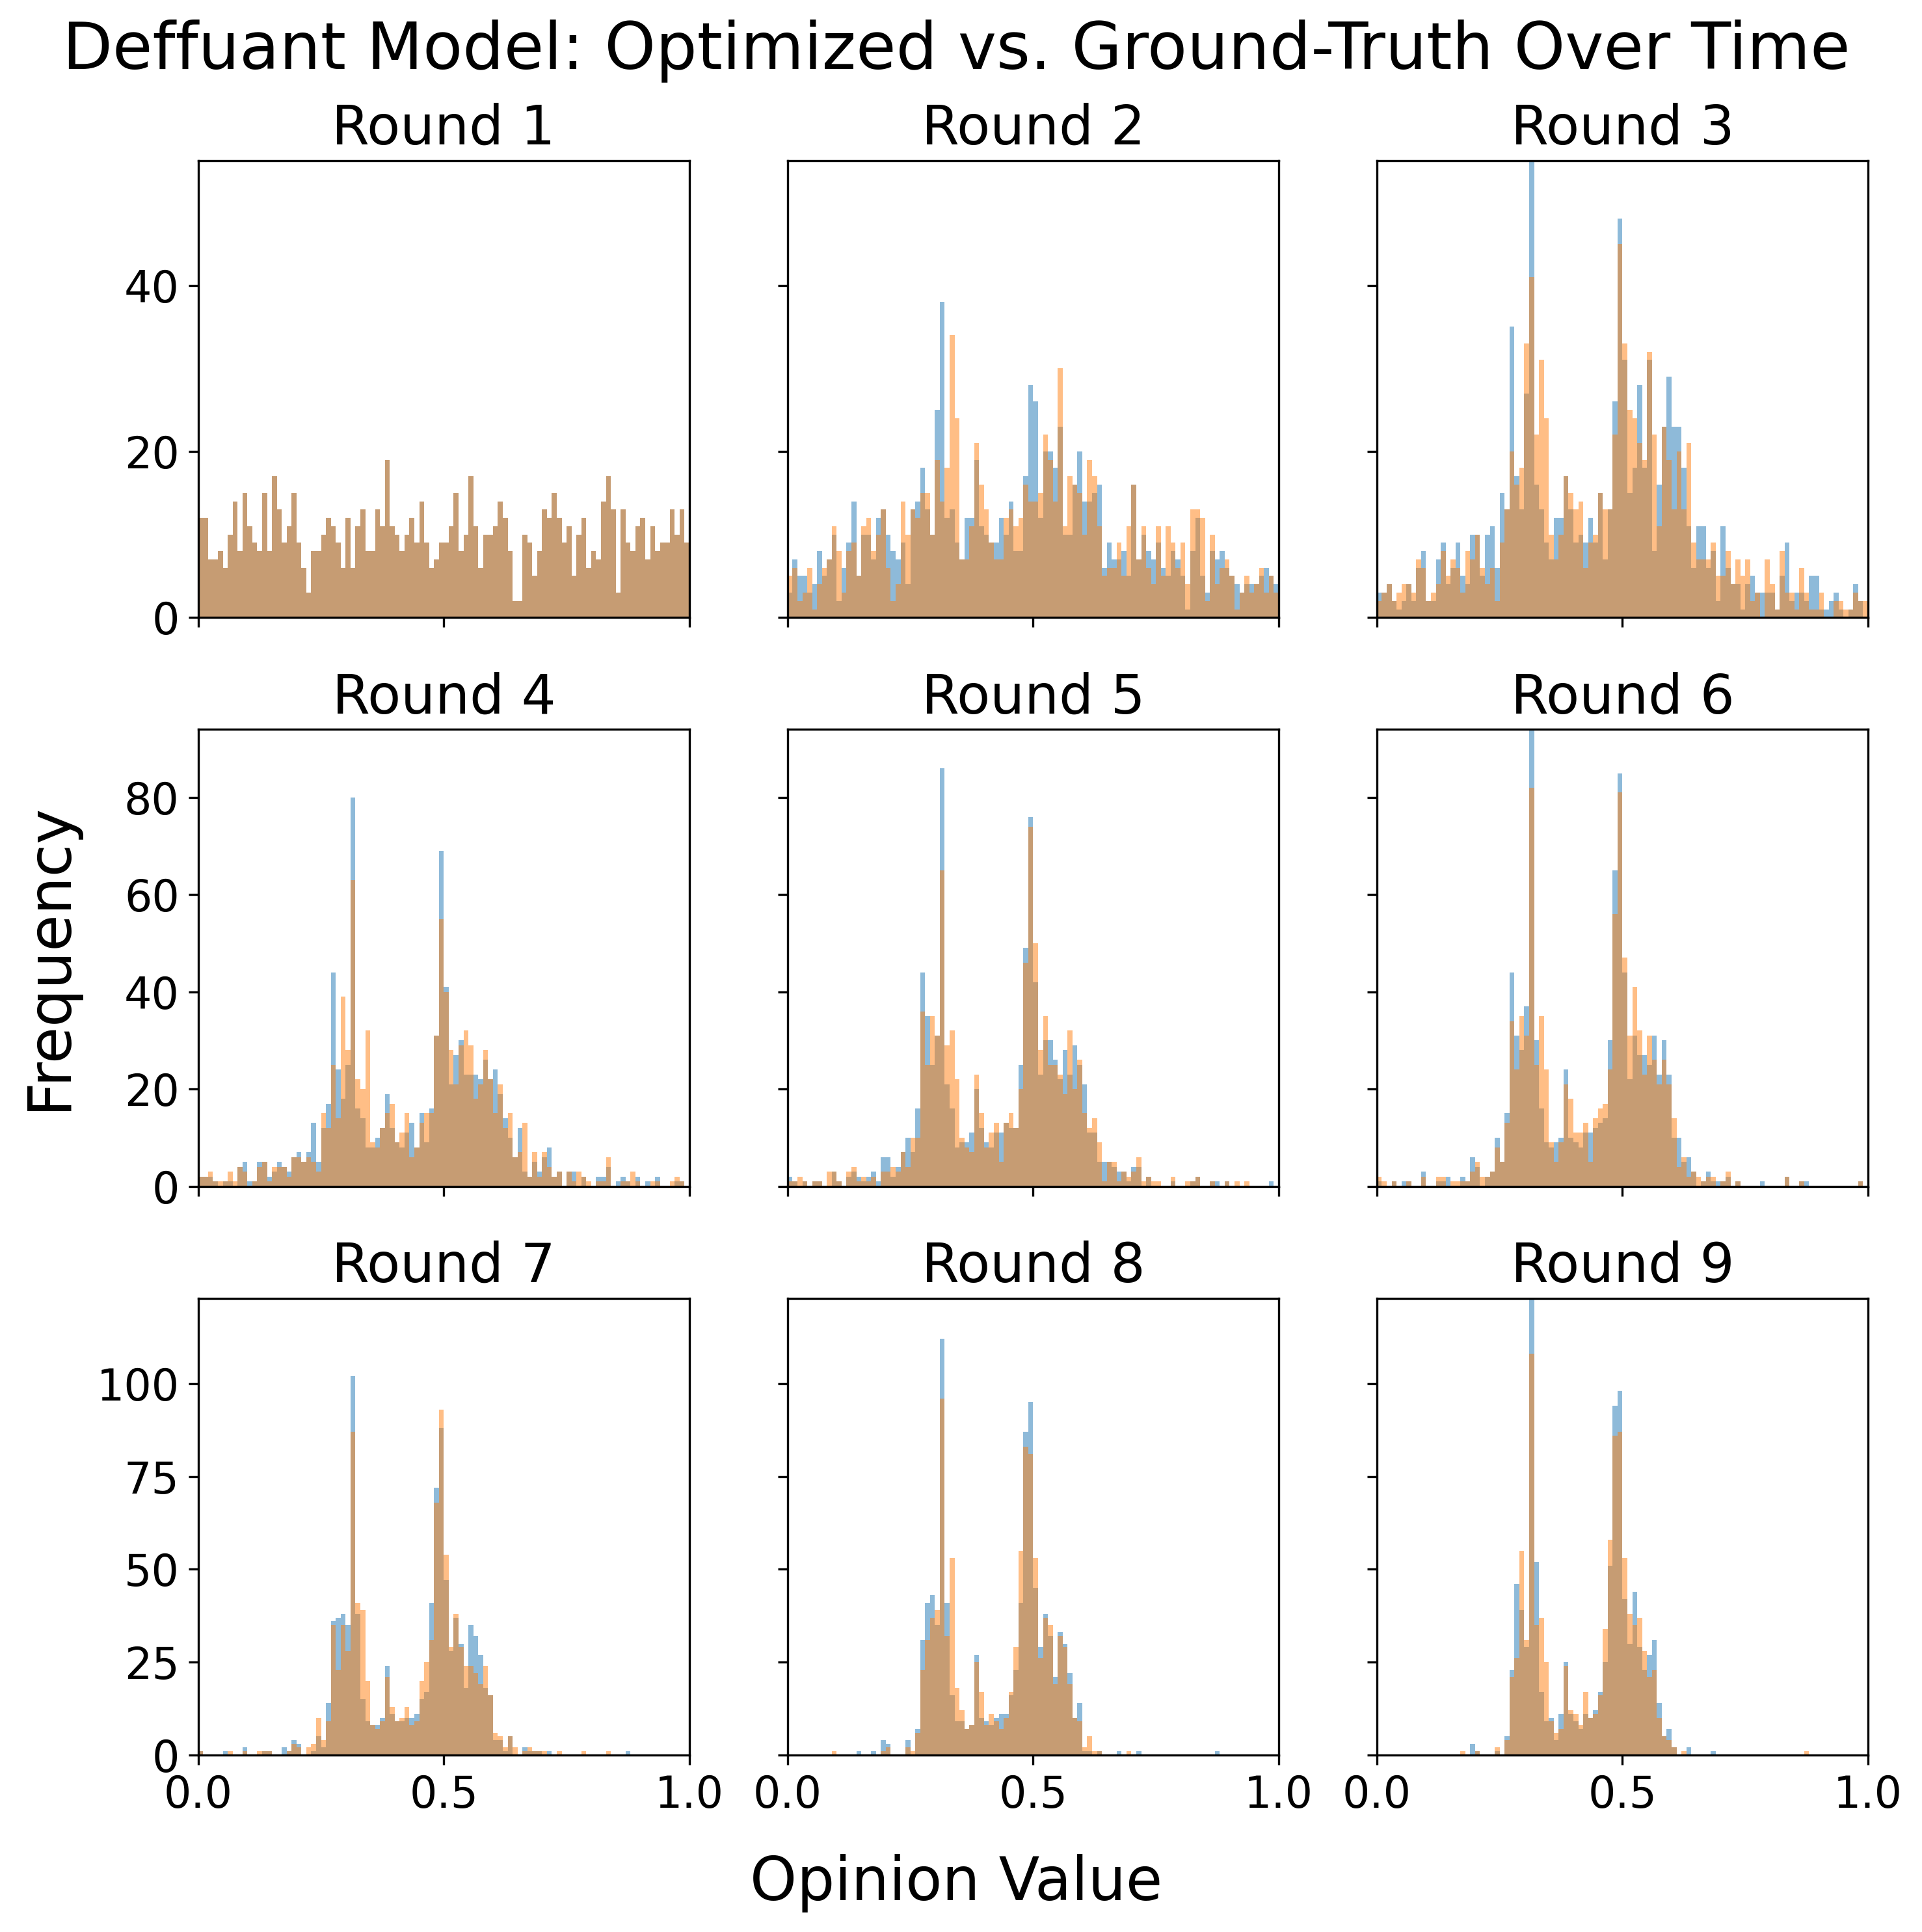 Deffuant Model: Optimized vs. Ground-Truth Over Time
Round 1
Round 2
Round 3
40
20
0
Round 4
Round 5
Round 6
80
60
40
20
0
Frequency
Round 7
Round 8
Round 9
100
75
50
25
0
0.0 0.5 1.0
0.0 0.5 1.0
0.0 0.5 1.0
Opinion Value